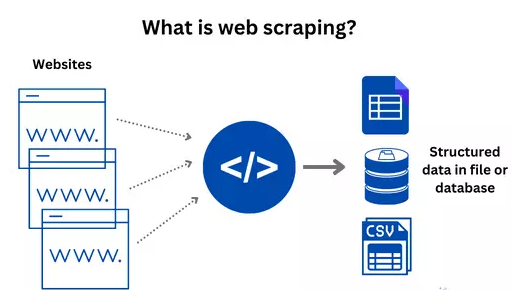 What is web scraping?
Websites
WWW.
WWW.
WWW.
</>
CSV
Structured
data in file or
database